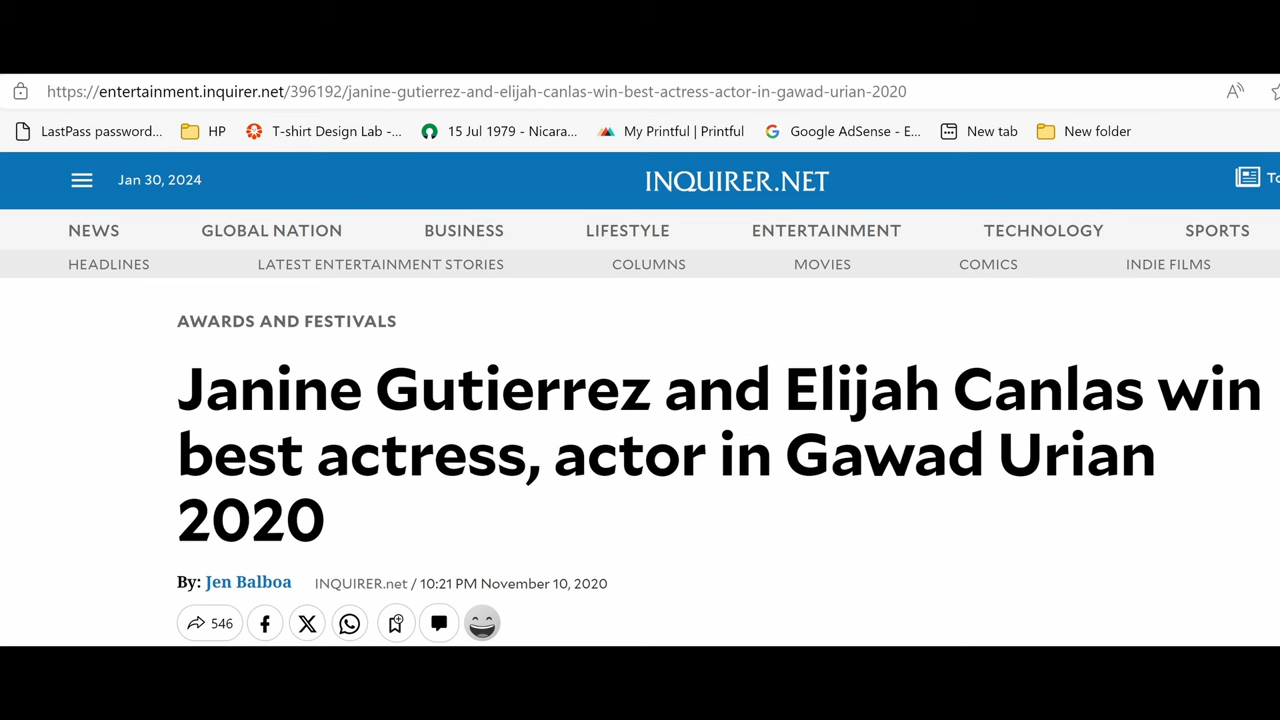 https://entertainment.inquirer.net/396192/janine-gutierrez-and-elijah-canlas-win-best-actress-actor-in-gawad-urian-2020
LastPass password... HP T-shirt Design Lab -... 15 Jul 1979 - Nicara... My Printful | Printful Google AdSense - E... New tab New folder
Jan 30, 2024 INQUIRER.NET
NEWS GLOBAL NATION BUSINESS LIFESTYLE ENTERTAINMENT TECHNOLOGY SPORTS
HEADLINES LATEST ENTERTAINMENT STORIES COLUMNS MOVIES COMICS INDIE FILMS
AWARDS AND FESTIVALS
Janine Gutierrez and Elijah Canlas win
best actress, actor in Gawad Urian
2020
By: Jen Balboa INQUIRER.net / 10:21 PM November 10, 2020
546